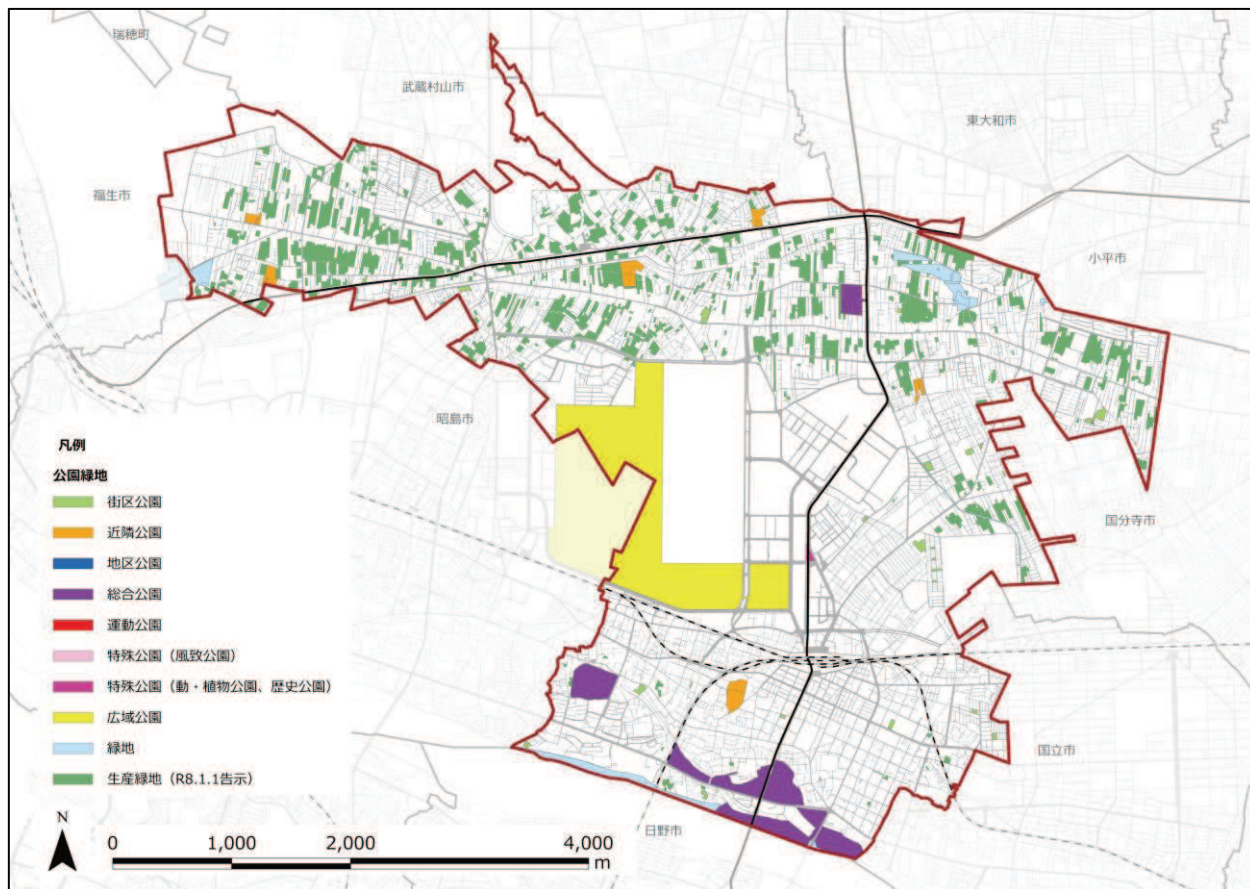 瑞穂町
武蔵村山市
東大和市
福生市
小平市
昭島市
国分寺市
国立市
日野市
凡例
公園緑地
街区公園
近隣公園
地区公園
総合公園
運動公園
特殊公園（風致公園）
特殊公園（動・植物公園、歴史公園）
広域公園
緑地
生産緑地（R8.1.1告示）
N
0 1,000 2,000 4,000
m